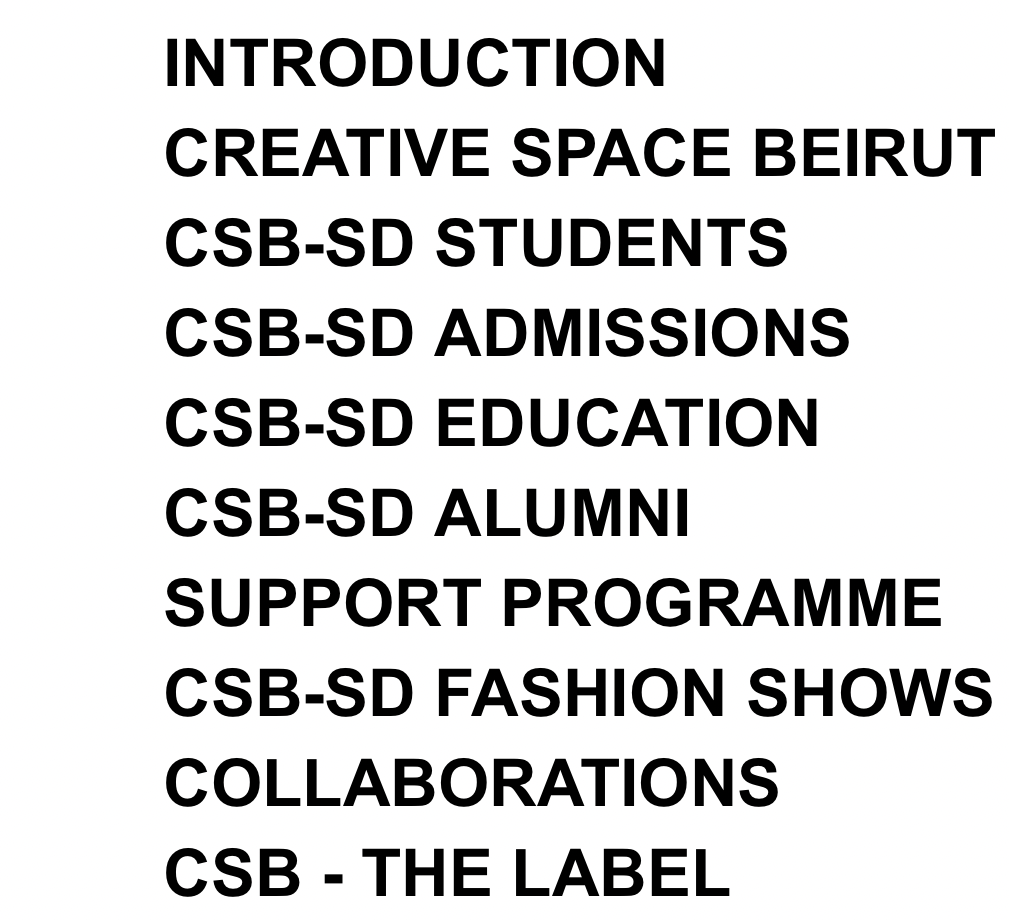 INTRODUCTION
CREATIVE SPACE BEIRUT
CSB-SD STUDENTS
CSB-SD ADMISSIONS
CSB-SD EDUCATION
CSB-SD ALUMNI
SUPPORT PROGRAMME
CSB-SD FASHION SHOWS
COLLABORATIONS
CSB - THE LABEL